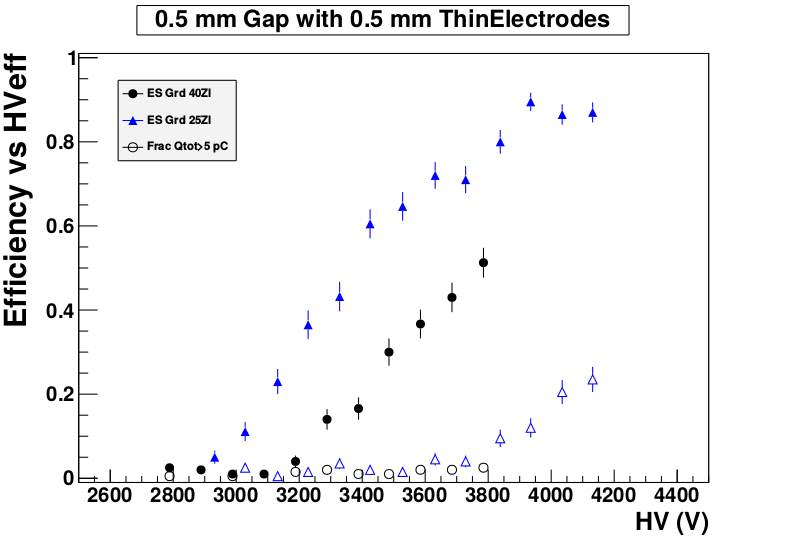 0.5 mm Gap with 0.5 mm ThinElectrodes
Efficiency vs HVeff
1
0.8
0.6
0.4
0.2
0
ES Grd 40ZI
ES Grd 25ZI
Frac Qtot>5 pC
2600 2800 3000 3200 3400 3600 3800 4000 4200 4400
HV (V)